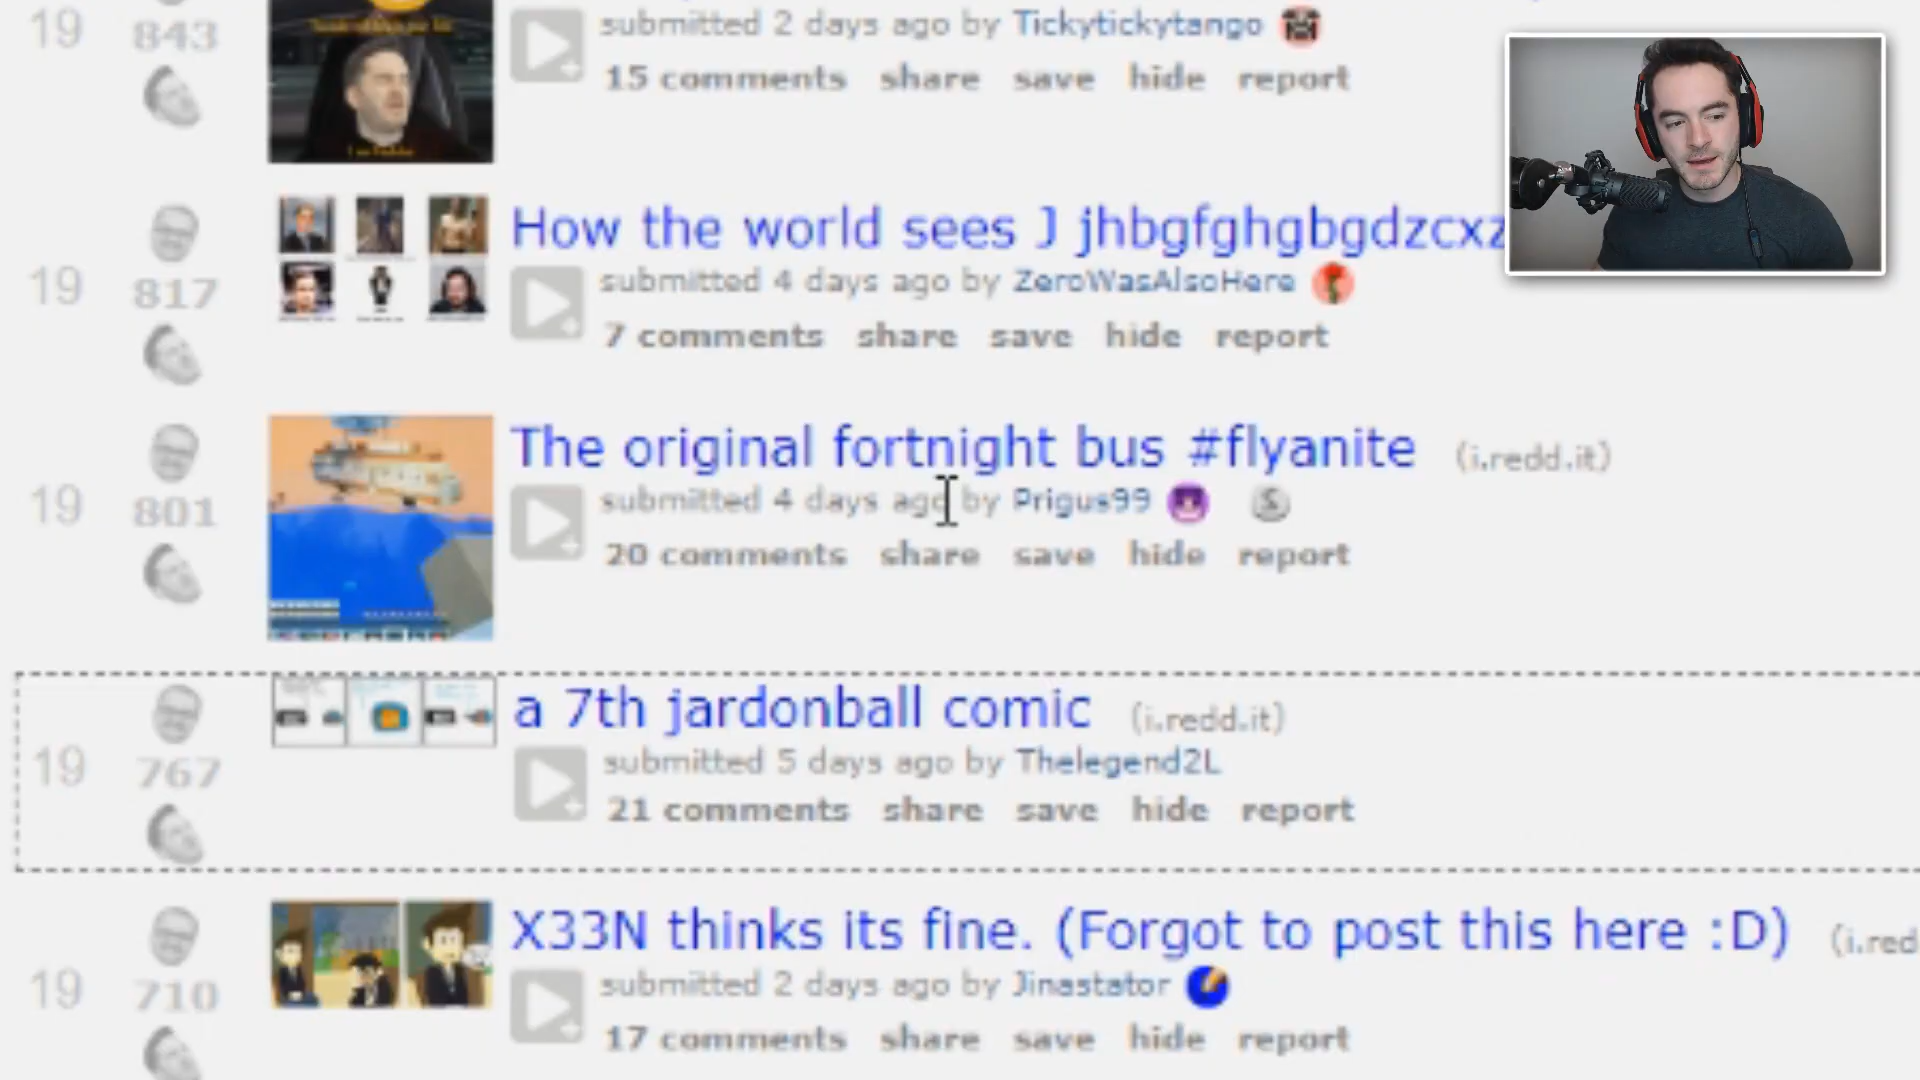 19
843
submitted 2 days ago by Tickytickytango
15 comments share save hide report
How the world sees J jhbgfghgbgdzcxz
19
817
submitted 4 days ago by ZeroWasAlsoHere
7 comments share save hide report
The original fortnight bus #flyanite (i.redd.it)
19
801
submitted 4 days ago by Prigus99 S
20 comments share save hide report
a 7th jardonball comic (i.redd.it)
19
767
submitted 5 days ago by Thelegend2L
21 comments share save hide report
X33N thinks its fine. (Forgot to post this here :D) (i.red
19
710
submitted 2 days ago by Jinastator
17 comments share save hide report